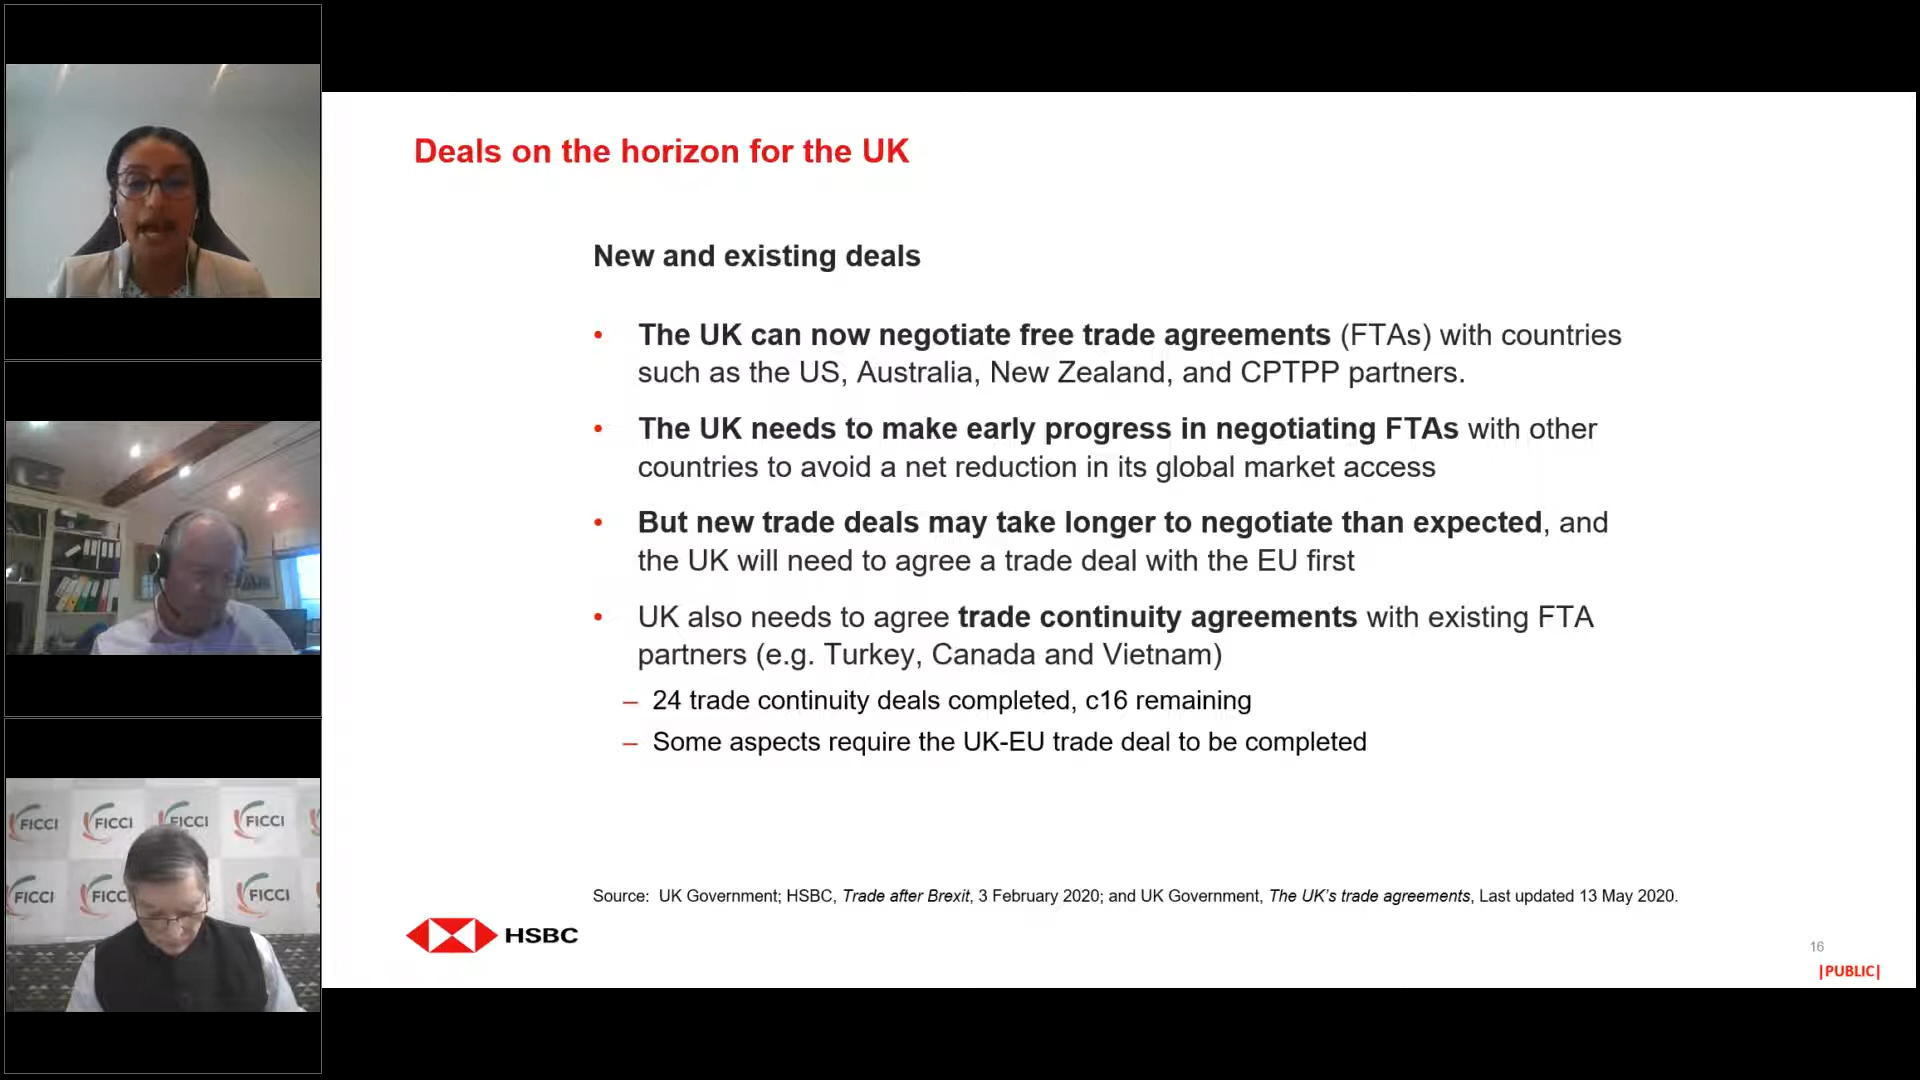 Deals on the horizon for the UK
New and existing deals
• The UK can now negotiate free trade agreements (FTAs) with countries
such as the US, Australia, New Zealand, and CPTPP partners.
• The UK needs to make early progress in negotiating FTAs with other
countries to avoid a net reduction in its global market access
• But new trade deals may take longer to negotiate than expected, and
the UK will need to agree a trade deal with the EU first
• UK also needs to agree trade continuity agreements with existing FTA
partners (e.g. Turkey, Canada and Vietnam)
– 24 trade continuity deals completed, c16 remaining
– Some aspects require the UK-EU trade deal to be completed
Source: UK Government; HSBC, Trade after Brexit, 3 February 2020; and UK Government, The UK's trade agreements, Last updated 13 May 2020.
HSBC
16
|PUBLIC|
FICCI FICCI FICCI FICCI
FICCI FICCI FICCI